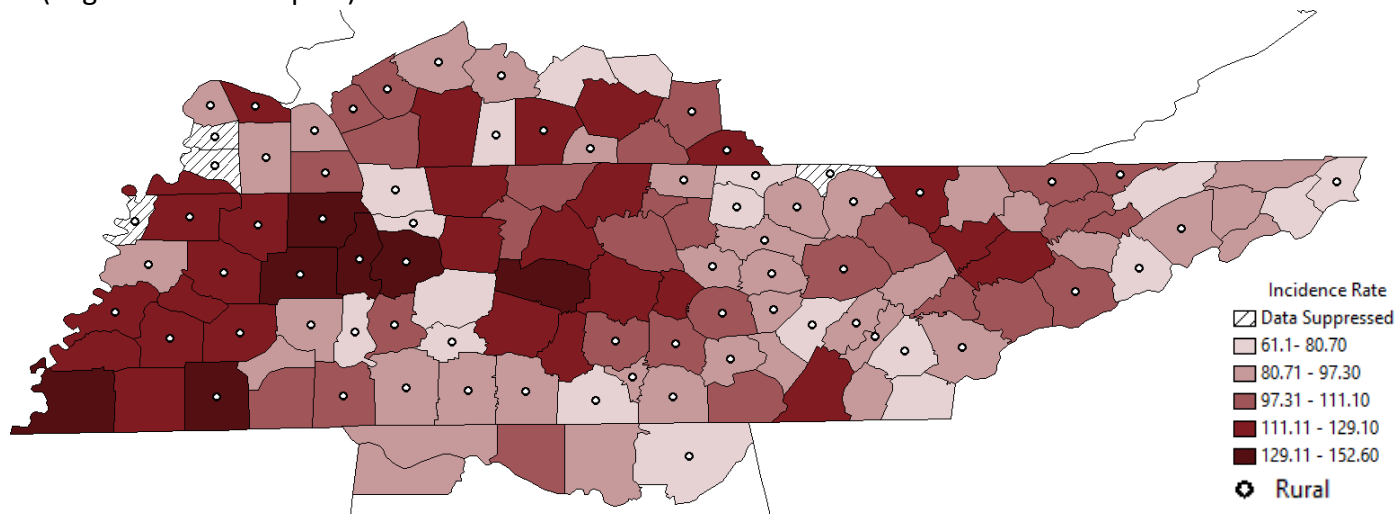 Incidence Rate
Data Suppressed
61.1- 80.70
80.71 - 97.30
97.31 - 111.10
111.11 - 129.10
129.11 - 152.60
Rural